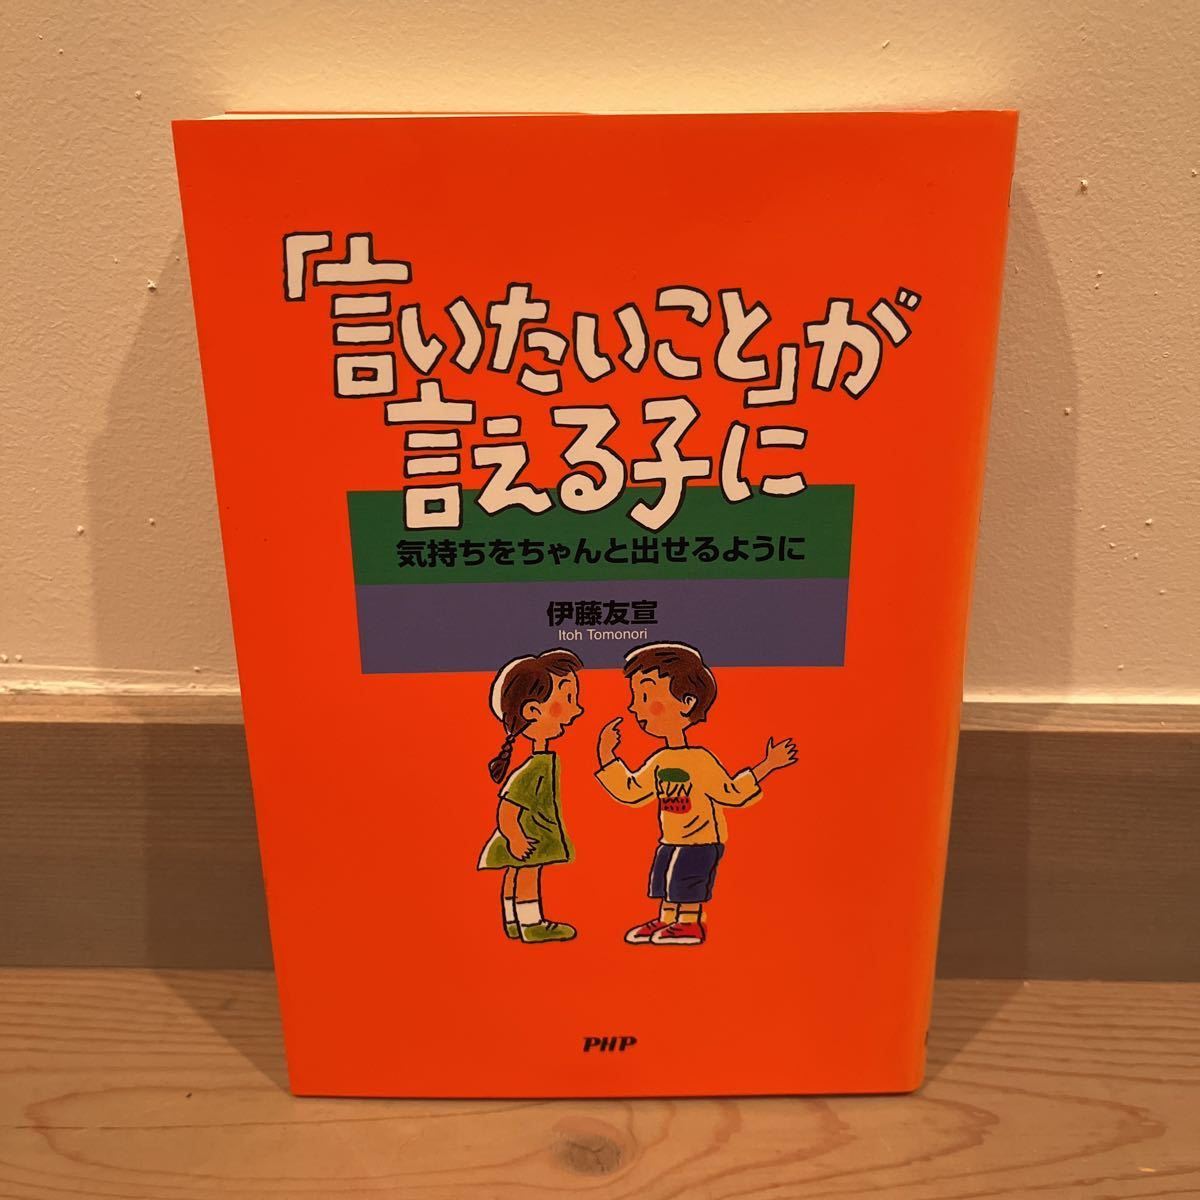 「言いたいこと」が
言える子に
気持ちをちゃんと出せるように
伊藤友宣
Itoh Tomonori
SUN
PHP